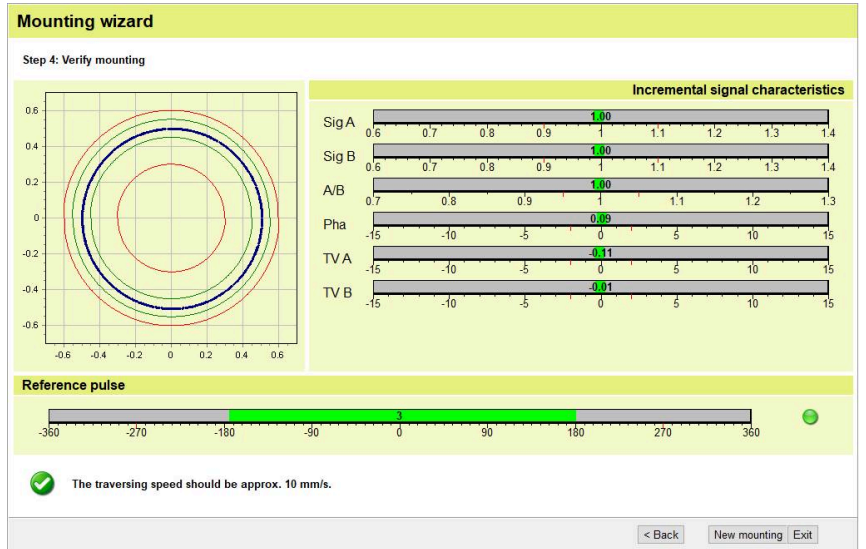 Mounting wizard
Step 4: Verify mounting
Incremental signal characteristics
0.6
0.4
0.2
0
-0.2
-0.4
-0.6
-0.6 -0.4 -0.2 0 0.2 0.4 0.6
Sig A
1.00
0.6 0.7 0.8 0.9 1 1.1 1.2 1.3 1.4
Sig B
1.00
0.6 0.7 0.8 0.9 1 1.1 1.2 1.3 1.4
A/B
1.00
0.7 0.8 0.9 1 1.1 1.2 1.3
Pha
0.09
-15 -10 -5 0 5 10 15
TV A
-0.11
-15 -10 -5 0 5 10 15
TV B
-0.01
-15 -10 -5 0 5 10 15
Reference pulse
3
-360 -270 -180 -90 0 90 180 270 360
The traversing speed should be approx. 10 mm/s.
< Back New mounting Exit